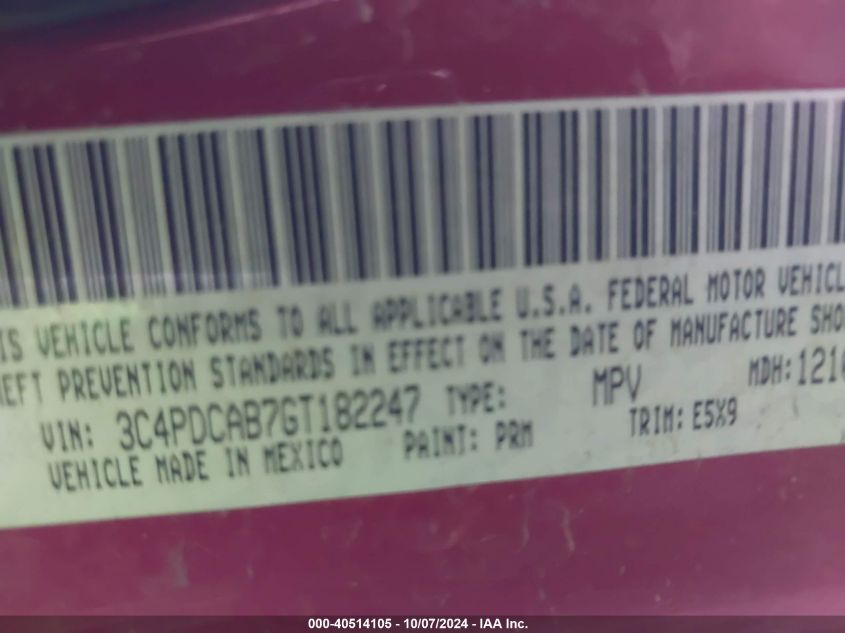 IS VEHICLE CONFORMS TO ALL APPLICABLE U.S.A. FEDERAL MOTOR VEHICL
EFT PREVENTION STANDARDS IN EFFECT ON THE DATE OF MANUFACTURE SHO
VIN: 3C4PDCAB7GT182247 TYPE: MPV MDH: 121
VEHICLE MADE IN MEXICO PAINT: PRM TRIM: E5X9
000-40514105 - 10/07/2024 - IAA Inc.